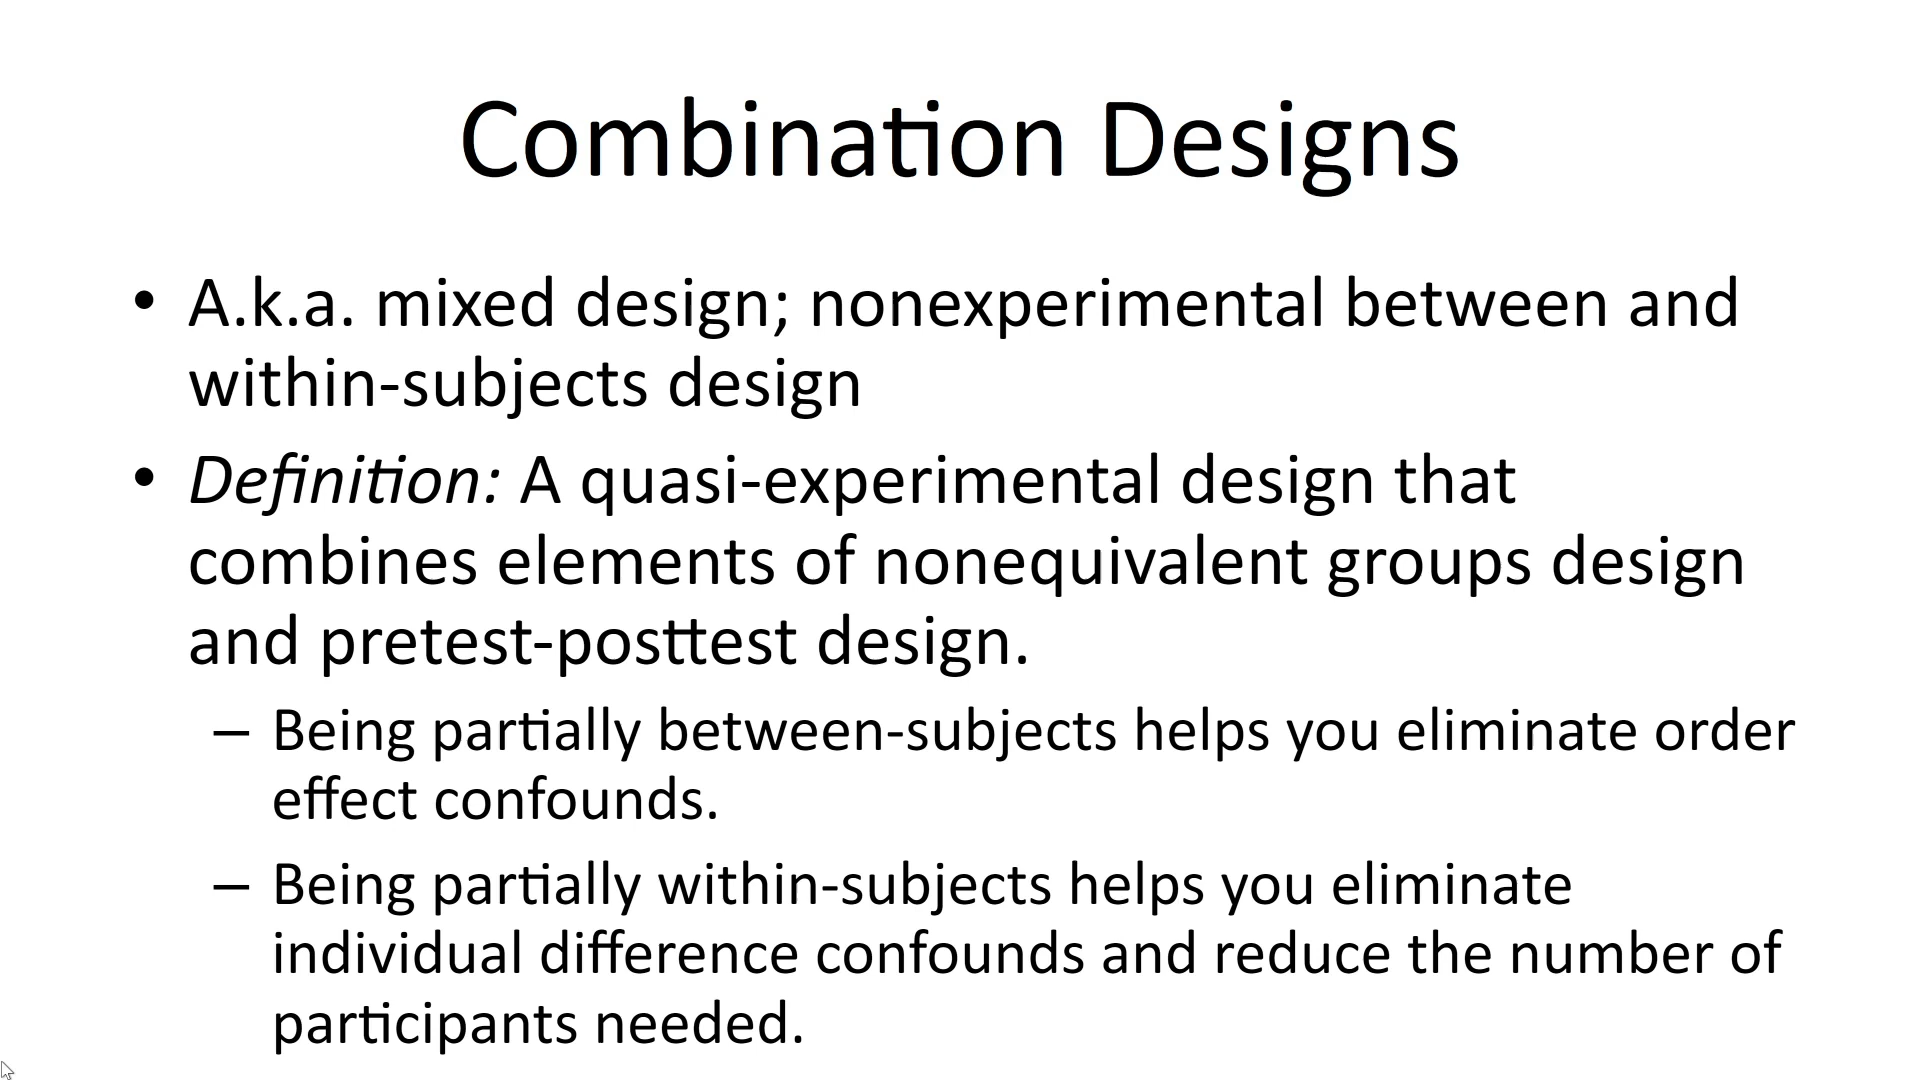 Combination Designs
• A.k.a. mixed design; nonexperimental between and
within-subjects design
• Definition: A quasi-experimental design that
combines elements of nonequivalent groups design
and pretest-posttest design.
– Being partially between-subjects helps you eliminate order
effect confounds.
– Being partially within-subjects helps you eliminate
individual difference confounds and reduce the number of
participants needed.